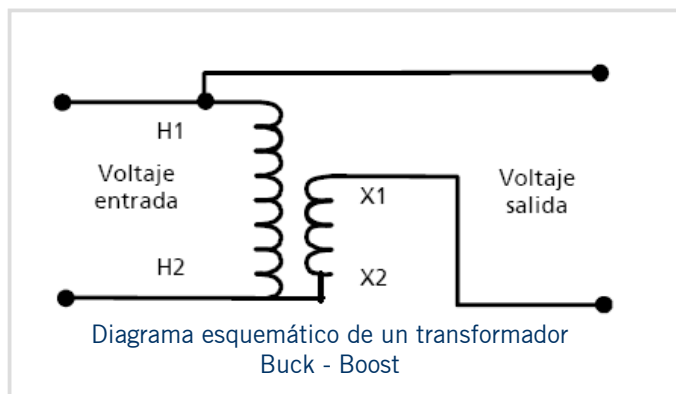 H1
Voltaje
entrada
X1
Voltaje
salida
H2
X2
Diagrama esquemático de un transformador
Buck - Boost